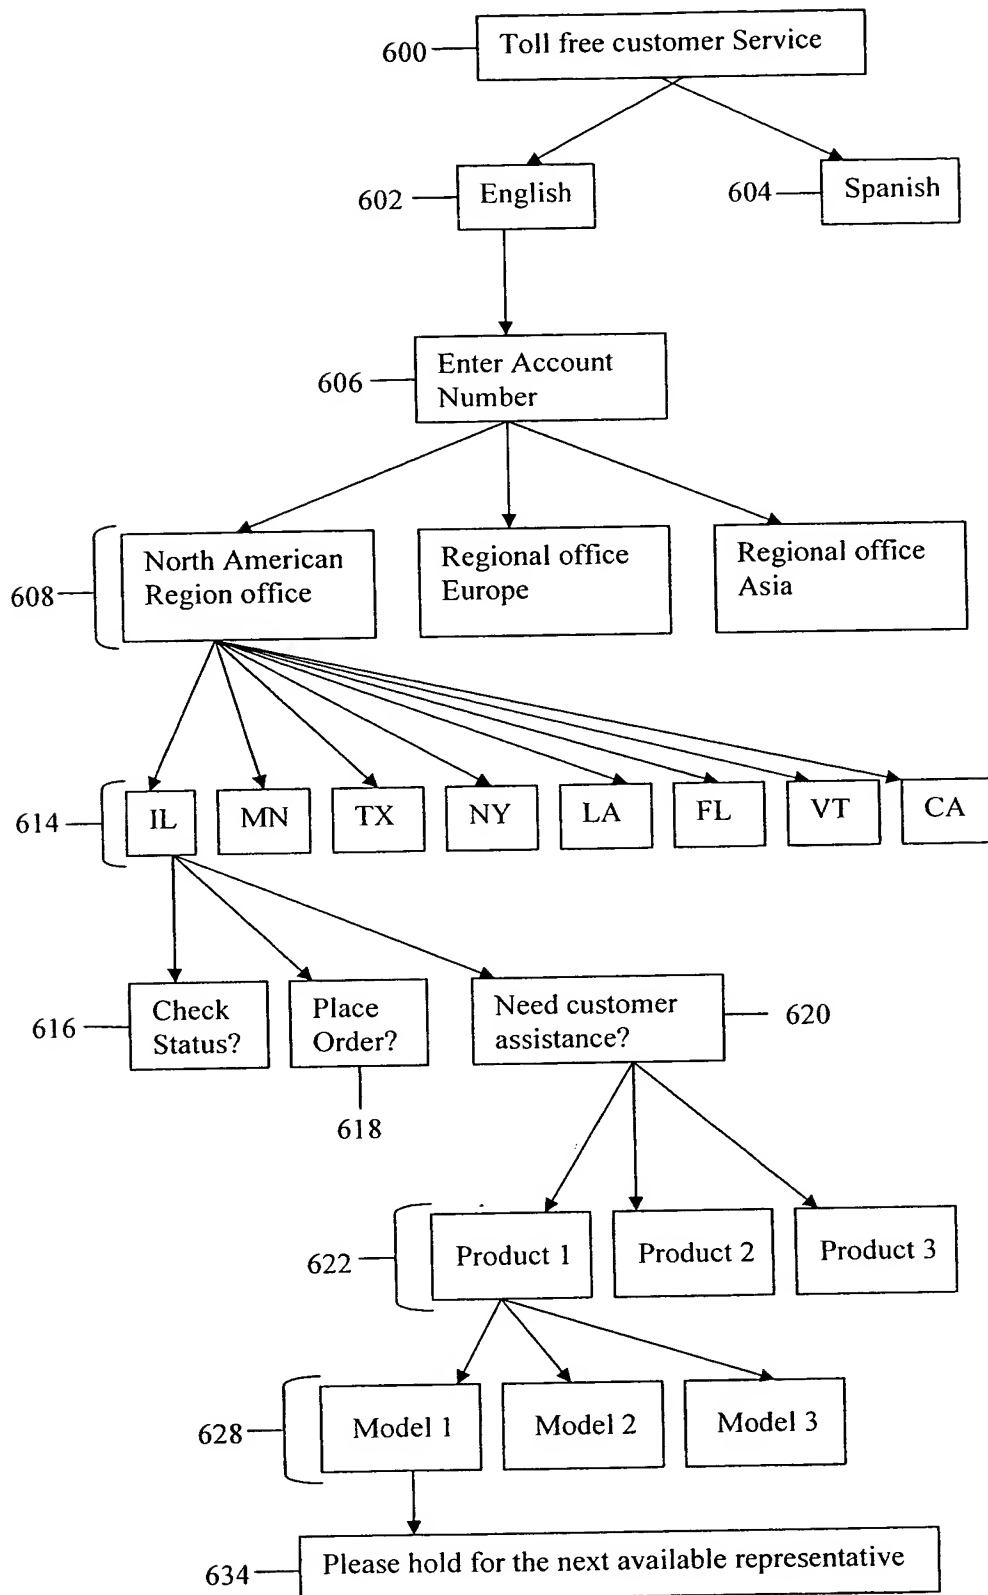 600
Toll free customer Service
602
English
604
Spanish
606
Enter Account
Number
608
North American
Region office
Regional office
Europe
Regional office
Asia
614
IL
MN
TX
NY
LA
FL
VT
CA
616
Check
Status?
Place
Order?
618
Need customer
assistance?
620
622
Product 1
Product 2
Product 3
628
Model 1
Model 2
Model 3
634
Please hold for the next available representative